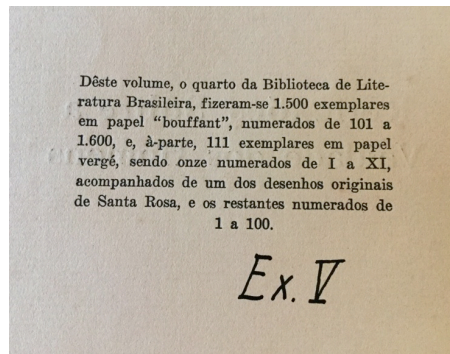 Dêste volume, o quarto da Biblioteca de Lite-
ratura Brasileira, fizeram-se 1.500 exemplares
em papel “bouffant”, numerados de 101 a
1.600, e, à-parte, 111 exemplares em papel
vergé, sendo onze numerados de I a XI,
acompanhados de um dos desenhos originais
de Santa Rosa, e os restantes numerados de
1 a 100.
Ex. V